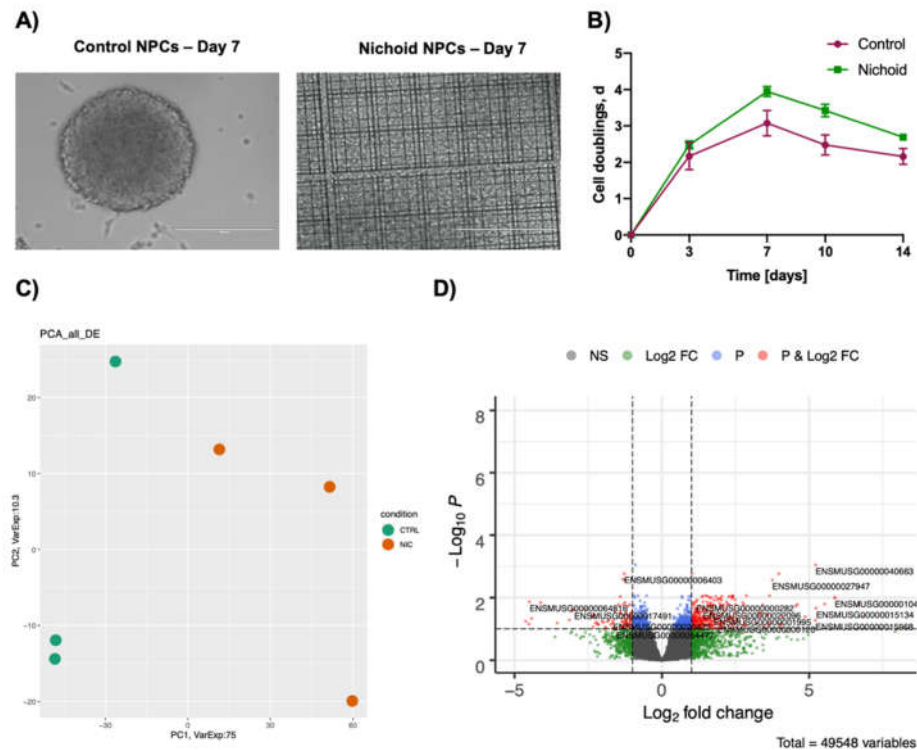 A)
Control NPCs – Day 7
Nichoid NPCs – Day 7
B)
Control
Nichoid
Cell doublings, d
5
4
3
2
1
0
0 3 7 10 14
Time [days]
C)
PCA_all_DE
PC2, VarExp:10.3
20
10
0
-10
-20
-30 0 30 60
PC1, VarExp:75
condition
CTRL
NIC
D)
NS Log2 FC P P & Log2 FC
– Log10 P
8
6
4
2
0
ENSMUSG00000040663
ENSMUSG00000006403
ENSMUSG00000027947
ENSMUSG00000104
ENSMUSG00000000282
ENSMUSG00000017491
ENSMUSG00000015134
−5 0 5
Log2 fold change
Total = 49548 variables